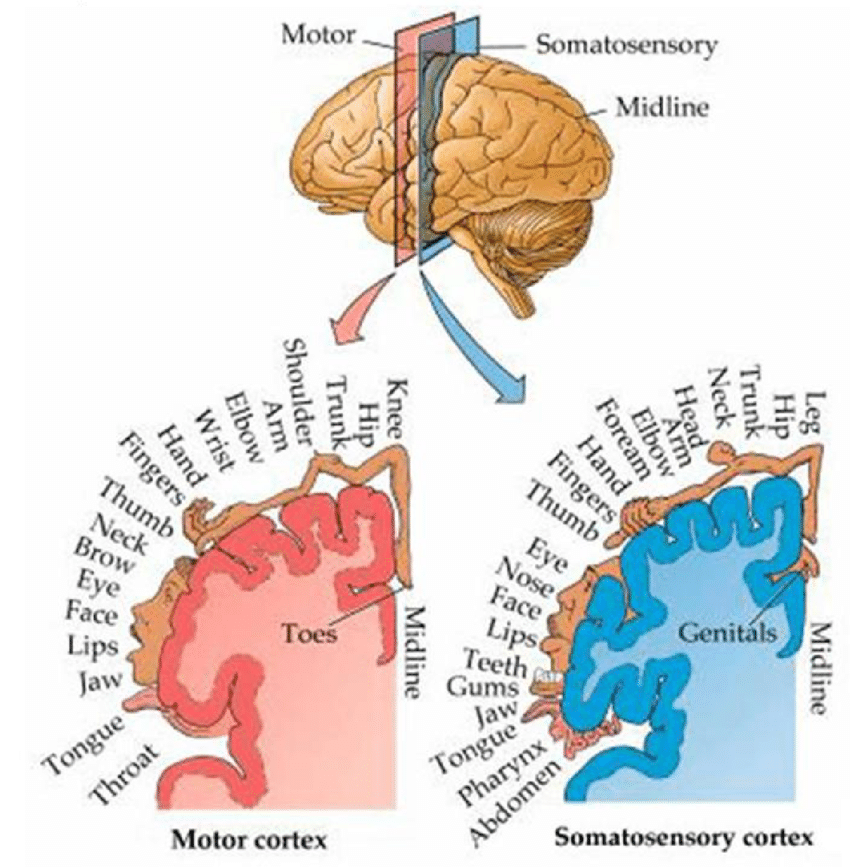 Motor
Somatosensory
Midline
Knee
Hip
Trunk
Shoulder
Arm
Elbow
Wrist
Hand
Fingers
Thumb
Neck
Brow
Eye
Face
Lips
Jaw
Tongue
Throat
Toes
Midline
Motor cortex
Leg
Hip
Trunk
Neck
Head
Arm
Elbow
Foream
Hand
Fingers
Thumb
Eye
Nose
Face
Lips
Teeth
Gums
Jaw
Tongue
Pharynx
Abdomen
Genitals
Midline
Somatosensory cortex